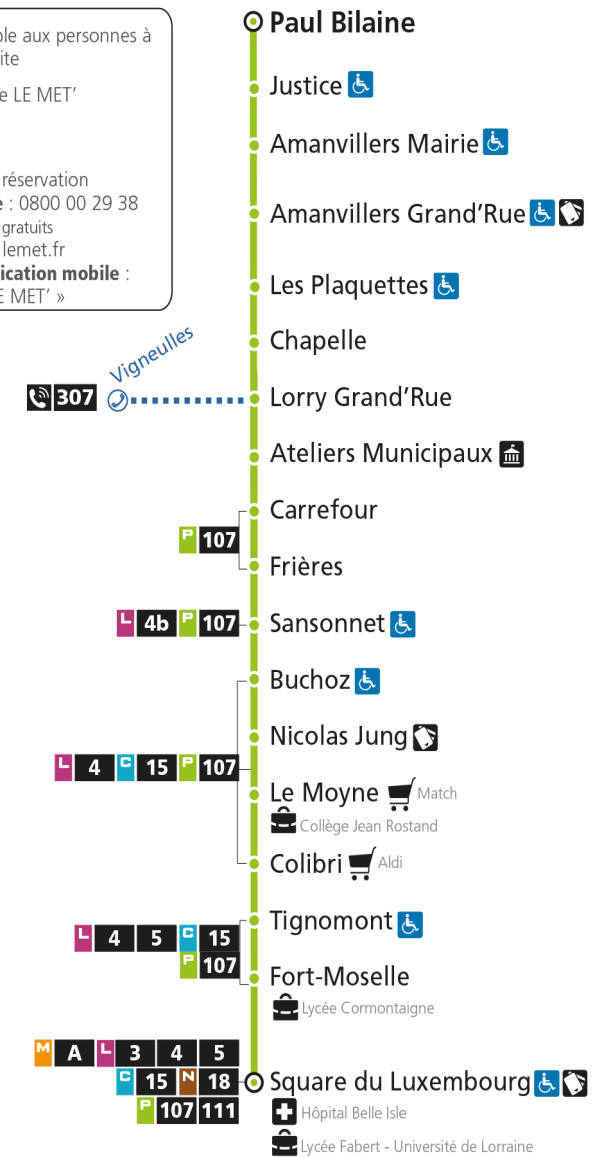 ble aux personnes à
ite
e LE MET’
réservation
e : 0800 00 29 38
gratuits
lemet.fr
ication mobile :
E MET’ »
Paul Bilaine
Justice
Amanvillers Mairie
Amanvillers Grand’Rue
Les Plaquettes
Chapelle
Vigneulles
307
Lorry Grand’Rue
Ateliers Municipaux
Carrefour
P 107
Frières
L 4b P 107
Sansonnet
Buchoz
Nicolas Jung
L 4 C 15 P 107
Le Moyne Match
Collège Jean Rostand
Colibri Aldi
Tignomont
L 4 5 C 15
P 107
Fort-Moselle
Lycée Cormontaigne
M A L 3 4 5
C 15 N 18
P 107 111
Square du Luxembourg
Hôpital Belle Isle
Lycée Fabert - Université de Lorraine